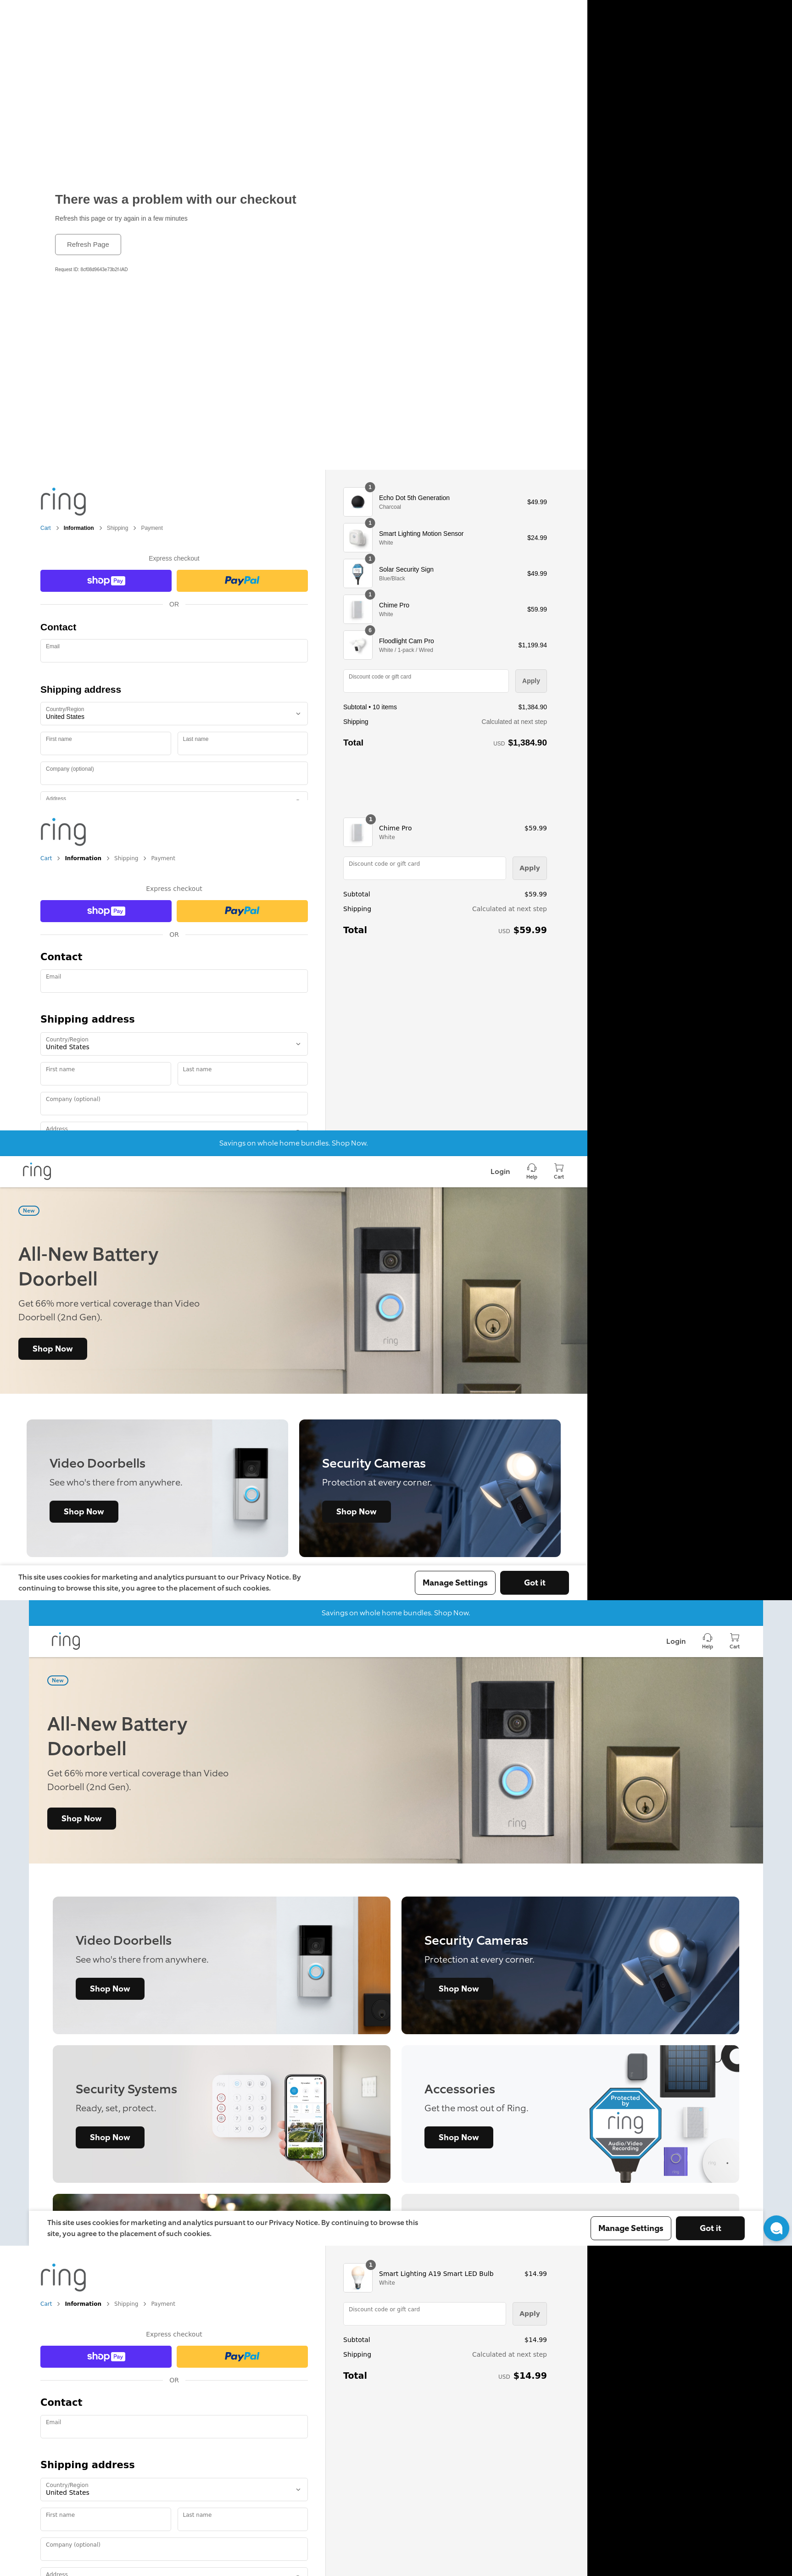 There was a problem with our checkout
Refresh this page or try again in a few minutes
Refresh Page
ring
Cart > Information > Shipping > Payment
Express checkout
shop Pay
PayPal
OR
Contact
Email
Shipping address
Country/Region
United States
First name
Last name
Company (optional)
Address
1
Echo Dot 5th Generation
Charcoal
$49.99
1
Smart Lighting Motion Sensor
White
$24.99
1
Solar Security Sign
Blue/Black
$49.99
1
Chime Pro
White
$59.99
6
Floodlight Cam Pro
White / 1-pack / Wired
$1,199.94
Discount code or gift card
Apply
Subtotal • 10 items
$1,384.90
Shipping
Calculated at next step
Total
USD $1,384.90
ring
Cart > Information > Shipping > Payment
Express checkout
shop Pay
PayPal
OR
Contact
Email
Shipping address
Country/Region
United States
First name
Last name
Company (optional)
Address
1
Chime Pro
White
$59.99
Discount code or gift card
Apply
Subtotal
$59.99
Shipping
Calculated at next step
Total
USD $59.99
Savings on whole home bundles. Shop Now.
ring
Login
Help
Cart
New
All-New Battery
Doorbell
Get 66% more vertical coverage than Video
Doorbell (2nd Gen).
Shop Now
ring
Video Doorbells
See who's there from anywhere.
Shop Now
Security Cameras
Protection at every corner.
Shop Now
This site uses cookies for marketing and analytics pursuant to our Privacy Notice. By
continuing to browse this site, you agree to the placement of such cookies.
Manage Settings
Got it
Savings on whole home bundles. Shop Now.
ring
Login
Help
Cart
New
All-New Battery
Doorbell
Get 66% more vertical coverage than Video
Doorbell (2nd Gen).
Shop Now
ring
Video Doorbells
See who's there from anywhere.
Shop Now
Security Cameras
Protection at every corner.
Shop Now
Security Systems
Ready, set, protect.
Shop Now
Accessories
Get the most out of Ring.
Shop Now
Protected
by
ring
Audio/Video
Recording
This site uses cookies for marketing and analytics pursuant to our Privacy Notice. By continuing to browse this
site, you agree to the placement of such cookies.
Manage Settings
Got it
ring
Cart > Information > Shipping > Payment
Express checkout
shop Pay
PayPal
OR
Contact
Email
Shipping address
Country/Region
United States
First name
Last name
Company (optional)
Address
1
Smart Lighting A19 Smart LED Bulb
White
$14.99
Discount code or gift card
Apply
Subtotal
$14.99
Shipping
Calculated at next step
Total
USD $14.99